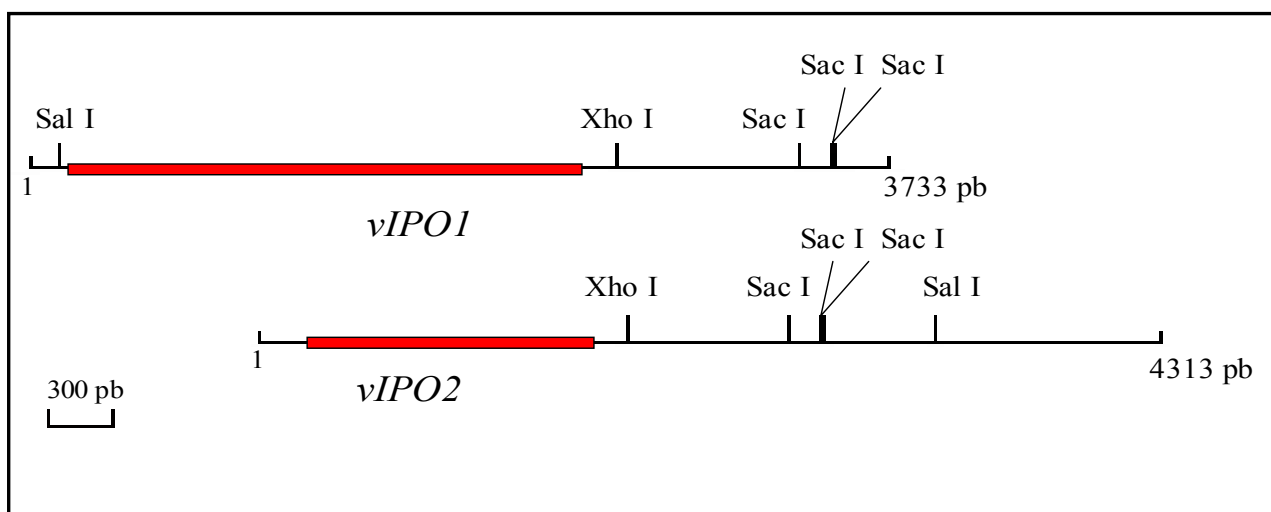 Sac I Sac I
Sal I Xho I Sac I
1 3733 pb
vIPO1
Sac I Sac I
Xho I Sac I Sal I
1 4313 pb
vIPO2
300 pb